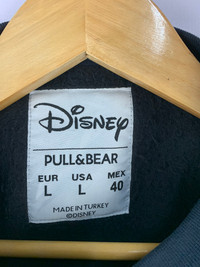 Disney
PULL&BEAR
EUR USA MEX
L L 40
MADE IN TURKEY
©DISNEY